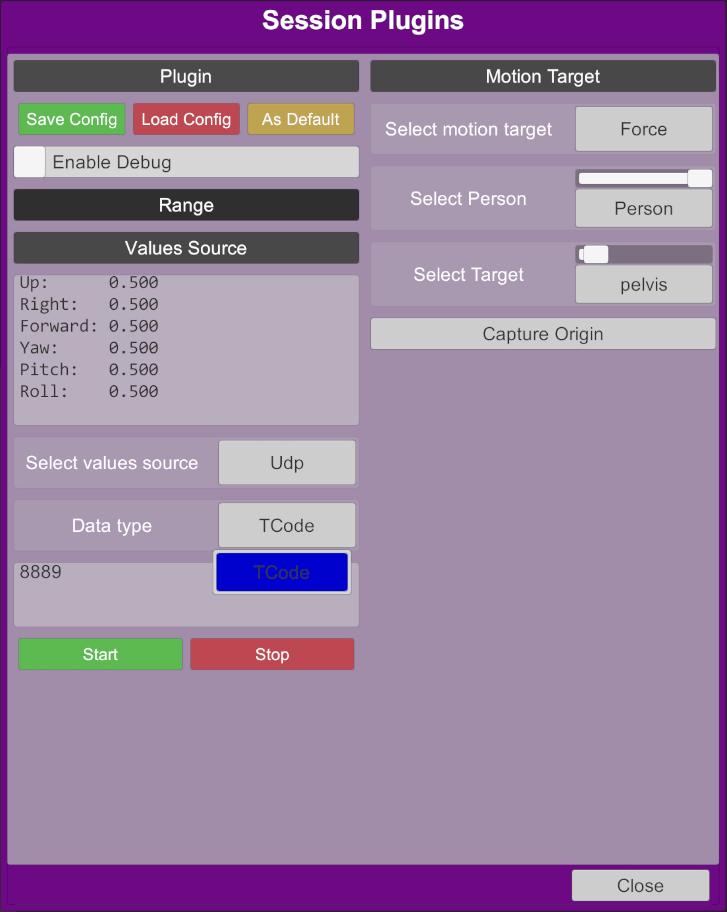 Session Plugins
Plugin
Save Config
Load Config
As Default
Enable Debug
Range
Values Source
Up: 0.500
Right: 0.500
Forward: 0.500
Yaw: 0.500
Pitch: 0.500
Roll: 0.500
Select values source
Udp
Data type
TCode
TCode
8889
Start
Stop
Motion Target
Select motion target
Force
Select Person
Person
Select Target
pelvis
Capture Origin
Close